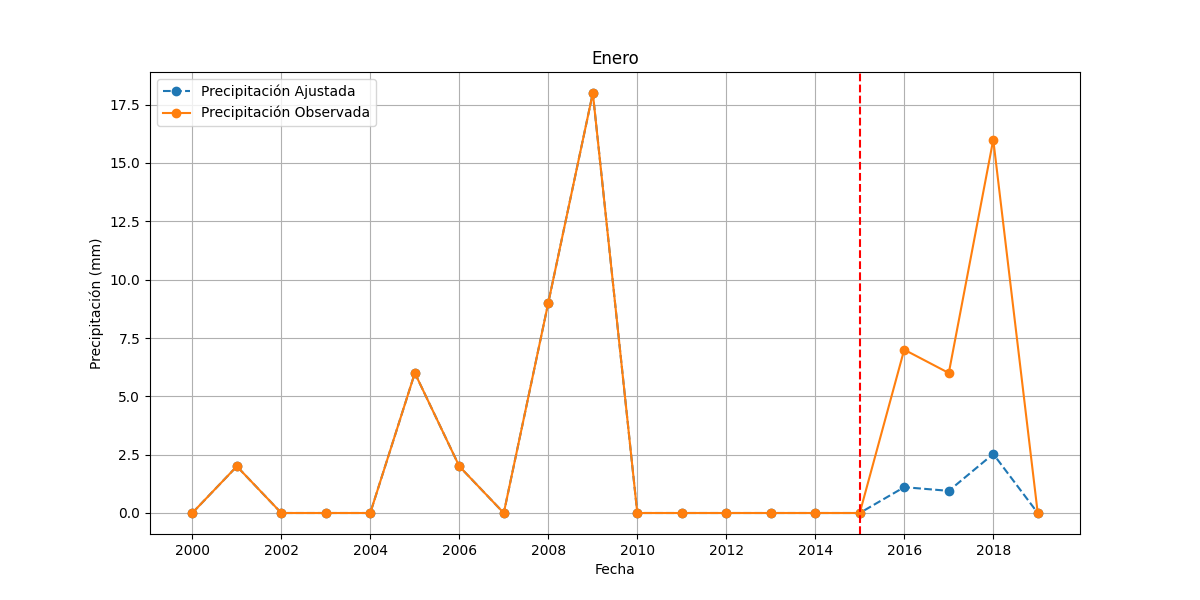 Enero
Precipitación Ajustada
Precipitación Observada
Precipitación (mm)
17.5
15.0
12.5
10.0
7.5
5.0
2.5
0.0
2000 2002 2004 2006 2008 2010 2012 2014 2016 2018
Fecha